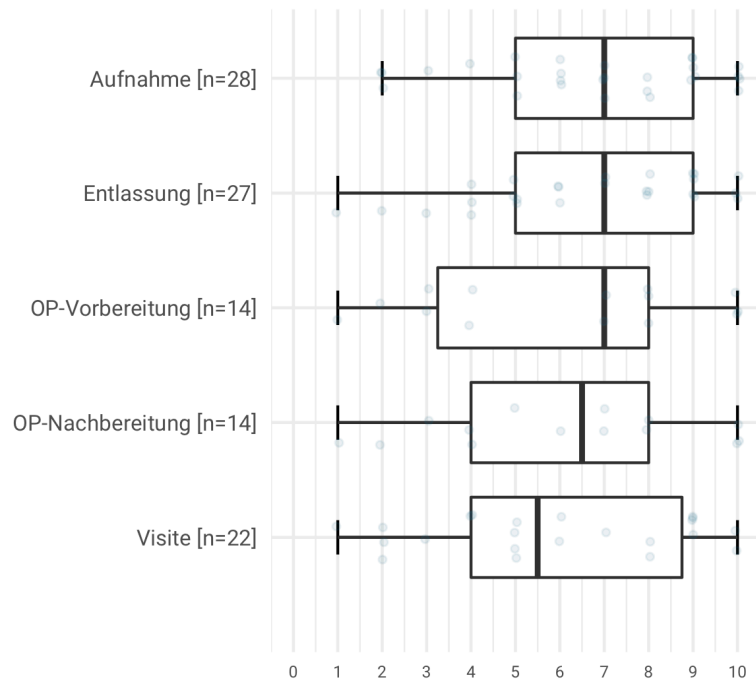 Aufnahme [n=28]
Entlassung [n=27]
OP-Vorbereitung [n=14]
OP-Nachbereitung [n=14]
Visite [n=22]
0 1 2 3 4 5 6 7 8 9 10